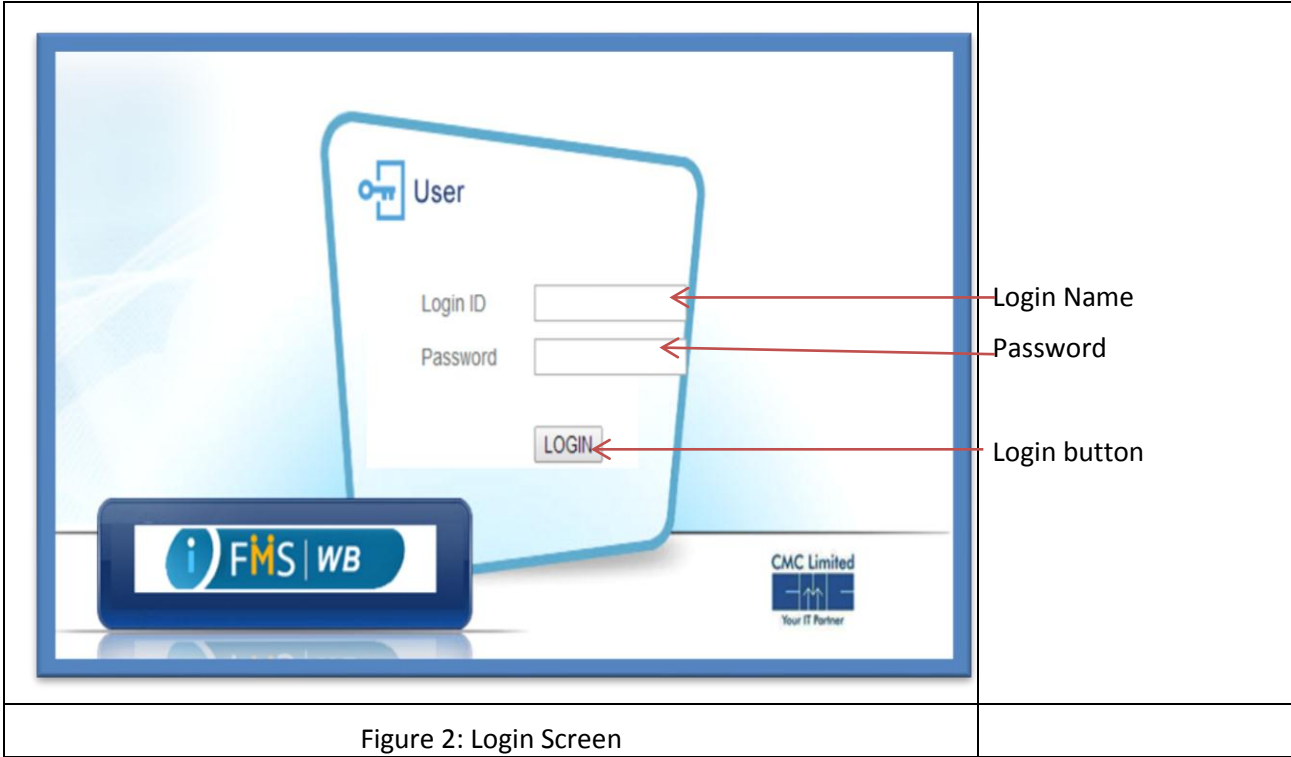 User
Login ID
Login Name
Password
Password
LOGIN
Login button
i FMS | WB
CMC Limited
Your IT Partner
Figure 2: Login Screen